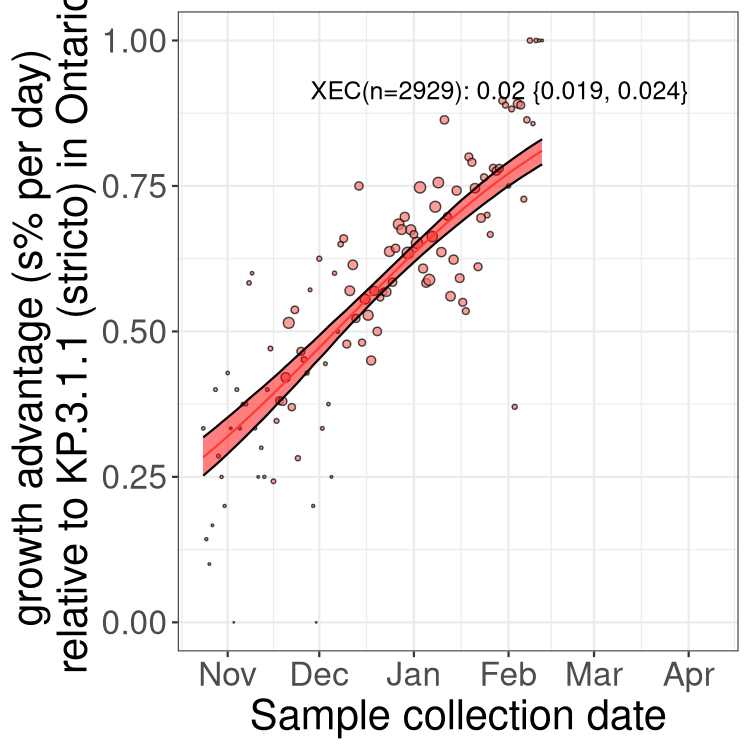 growth advantage (s% per day)
relative to KP.3.1.1 (stricto) in Ontario
1.00
0.75
0.50
0.25
0.00
XEC(n=2929): 0.02 {0.019, 0.024}
Nov Dec Jan Feb Mar Apr
Sample collection date